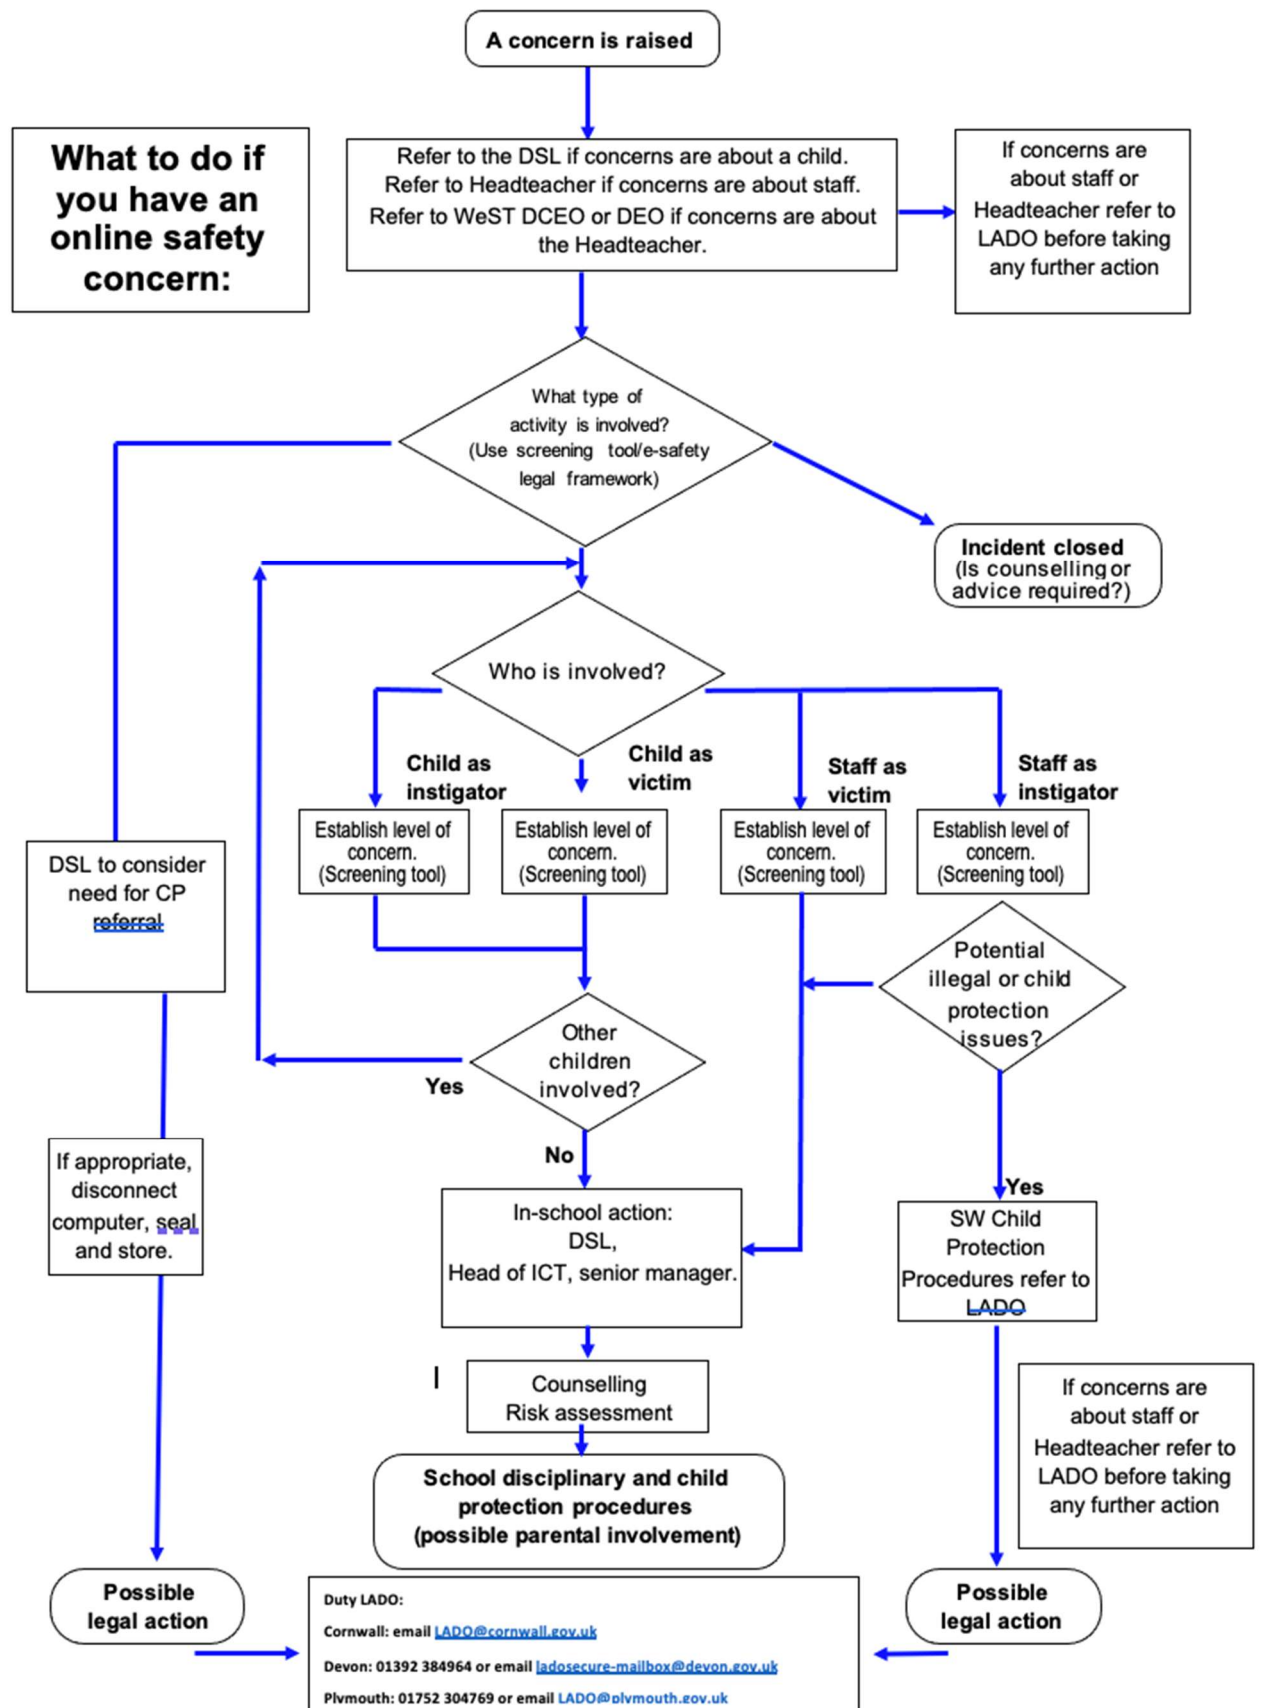 A concern is raised
What to do if
you have an
online safety
concern:
Refer to the DSL if concerns are about a child.
Refer to Headteacher if concerns are about staff.
Refer to WeST DCEO or DEO if concerns are about
the Headteacher.
If concerns are
about staff or
Headteacher refer to
LADO before taking
any further action
What type of
activity is involved?
(Use screening tool/e-safety
legal framework)
Incident closed
(Is counselling or
advice required?)
Who is involved?
Child as
instigator
Child as
victim
Staff as
victim
Staff as
instigator
Establish level of
concern.
(Screening tool)
Establish level of
concern.
(Screening tool)
Establish level of
concern.
(Screening tool)
Establish level of
concern.
(Screening tool)
DSL to consider
need for CP
referral
Potential
illegal or child
protection
issues?
Other
children
involved?
Yes
No
If appropriate,
disconnect
computer, seal
and store.
In-school action:
DSL,
Head of ICT, senior manager.
Yes
SW Child
Protection
Procedures refer to
LADO
Counselling
Risk assessment
If concerns are
about staff or
Headteacher refer to
LADO before taking
any further action
School disciplinary and child
protection procedures
(possible parental involvement)
Possible
legal action
Possible
legal action
Duty LADO:
Cornwall: email LADO@cornwall.gov.uk
Devon: 01392 384964 or email ladosecure-mailbox@devon.gov.uk
Plymouth: 01752 304769 or email LADO@plymouth.gov.uk